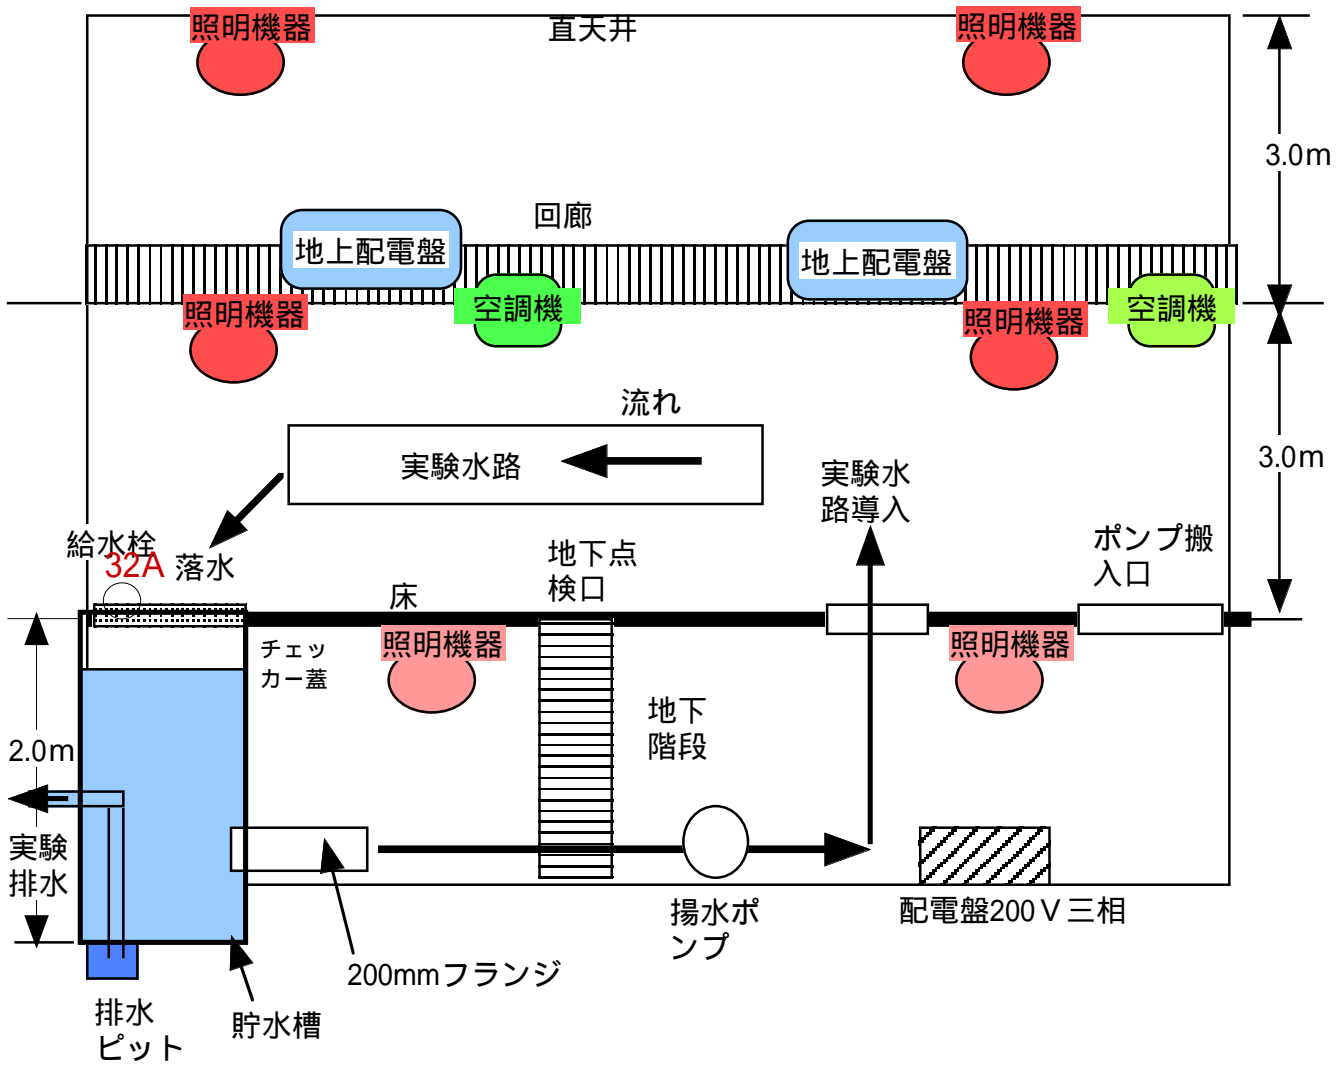 照明機器
直天井
照明機器
3.0m
回廊
地上配電盤
地上配電盤
照明機器
空調機
照明機器
空調機
流れ
実験水路
3.0m
実験水
路導入
給水栓
32A
落水
地下点
検口
ポンプ搬
入口
床
チェッ
カー蓋
照明機器
照明機器
地下
階段
2.0m
実験
排水
揚水ポ
ンプ
配電盤200V三相
200mmフランジ
貯水槽
排水
ピット